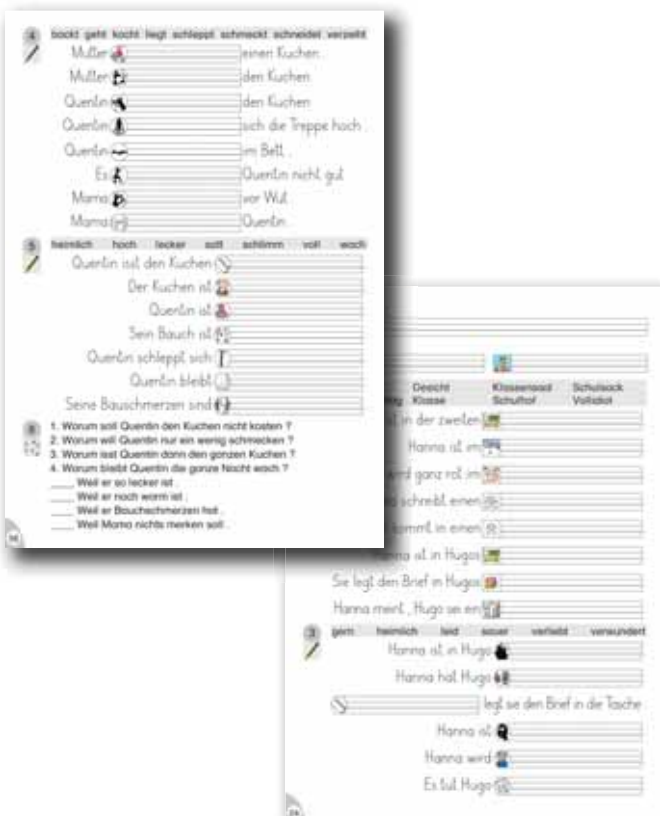 4 backt geht kocht liegt schleppt schmeckt schneidet verzeiht
Mutter einen Kuchen .
Mutter den Kuchen .
Quentin den Kuchen .
Quentin sich die Treppe hoch .
Quentin im Bett .
Es Quentin nicht gut .
Mama vor Wut .
Mama Quentin .
5 heimlich hoch lecker satt schlimm voll wach
Quentin isst den Kuchen
Der Kuchen ist
Quentin ist
Sein Bauch ist
Quentin schleppt sich
Quentin bleibt
Seine Bauschmerzen sind
6 1. Warum soll Quentin den Kuchen nicht kosten ?
2. Warum will Quentin nur ein wenig schmecken ?
3. Warum isst Quentin dann den ganzen Kuchen ?
4. Warum bleibt Quentin die ganze Nacht wach ?
Weil er so lecker ist .
Weil er noch warm ist .
Weil er Bauchschmerzen hat .
Weil Mama nichts merken soll .
Gesicht Klassensaal Schulsack
Klasse Schulhof Vollidiot
ist in der zweiten
Hanna ist im
wird ganz rot im
schreibt einen
kommt in einen
Hanna ist in Hugos
Sie legt den Brief in Hugos
Hanna meint , Hugo sei ein
3 gern heimlich leid sauer verliebt verwundert
Hanna ist in Hugo
Hanna hat Hugo
legt sie den Brief in die Tasche .
Hanna ist
Hanna wird
Es tut Hugo